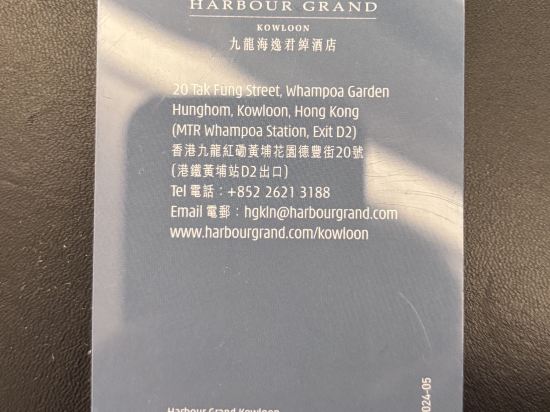 HARBOUR GRAND
KOWLOON
九龍海逸君綽酒店
20 Tak Fung Street, Whampoa Garden
Hunghom, Kowloon, Hong Kong
(MTR Whampoa Station, Exit D2)
香港九龍紅磡黃埔花園德豐街20號
(港鐵黃埔站D2出口)
Tel 電話：+852 2621 3188
Email 電郵：hgkln@harbourgrand.com
www.harbourgrand.com/kowloon
Harbour Grand Kowloon
024-05